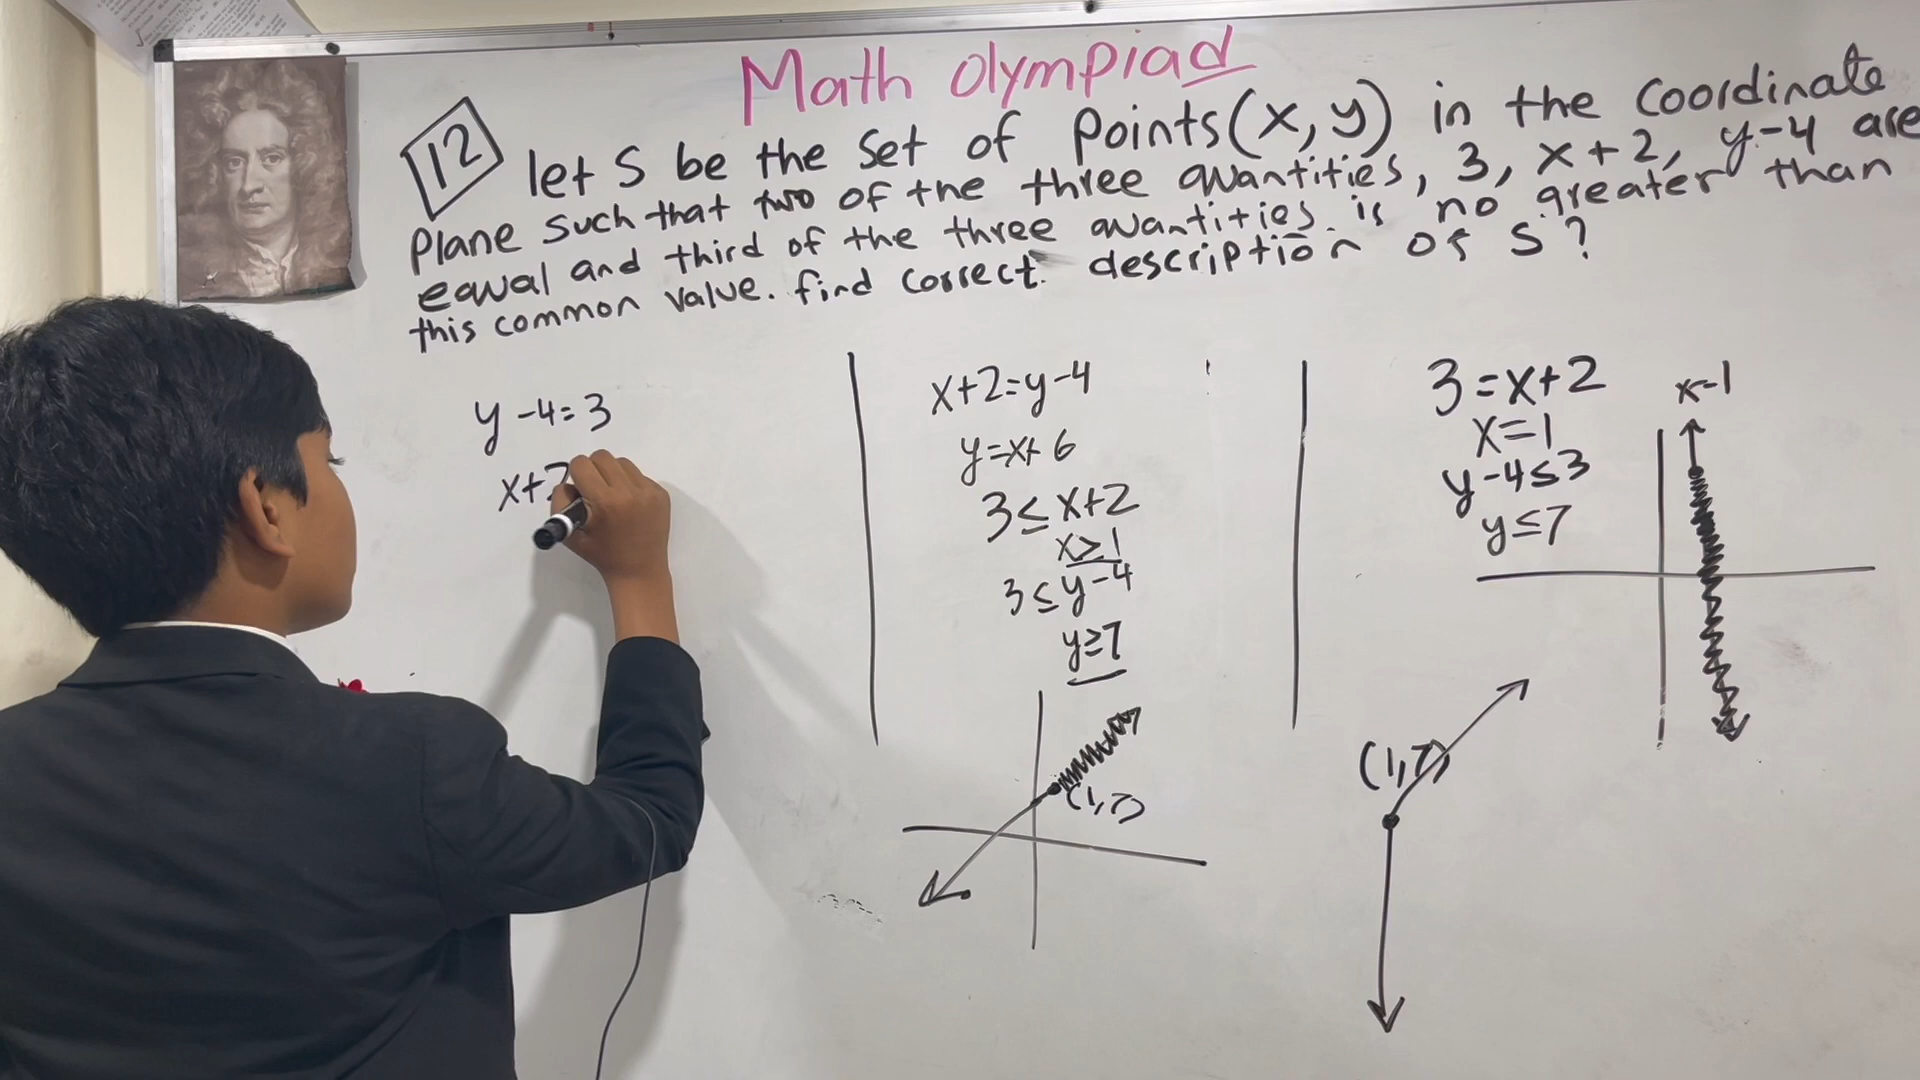 Math Olympiad
12 let S be the set of points (x, y) in the coordinate
Plane such that two of the three quantities, 3, x+2, y-4 are
equal and third of the three quantities is no greater than
this common value. find correct description of S?
y-4=3
x+2
x+2=y-4
y=x+6
3≤x+2
x≥1
3≤y-4
y≥7
(1,7)
3=x+2
x=1
y-4≤3
y≤7
x=1
(1,7)